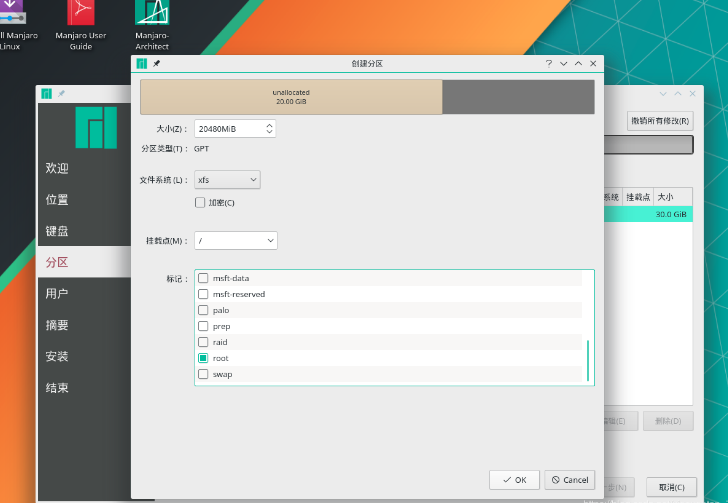 ll Manjaro
Linux
Manjaro User
Guide
Manjaro-
Architect
创建分区
unallocated
20.00 GiB
大小(Z)： 20480MiB
分区类型(T)： GPT
文件系统 (L)： xfs
加密(C)
挂载点(M)： /
标记：
msft-data
msft-reserved
palo
prep
raid
root
swap
OK
Cancel
欢迎
位置
键盘
分区
用户
摘要
安装
结束
撤销所有修改(R)
系统 挂载点 大小
30.0 GiB
辑(E) 删除(D)
步(N) 取消(C)